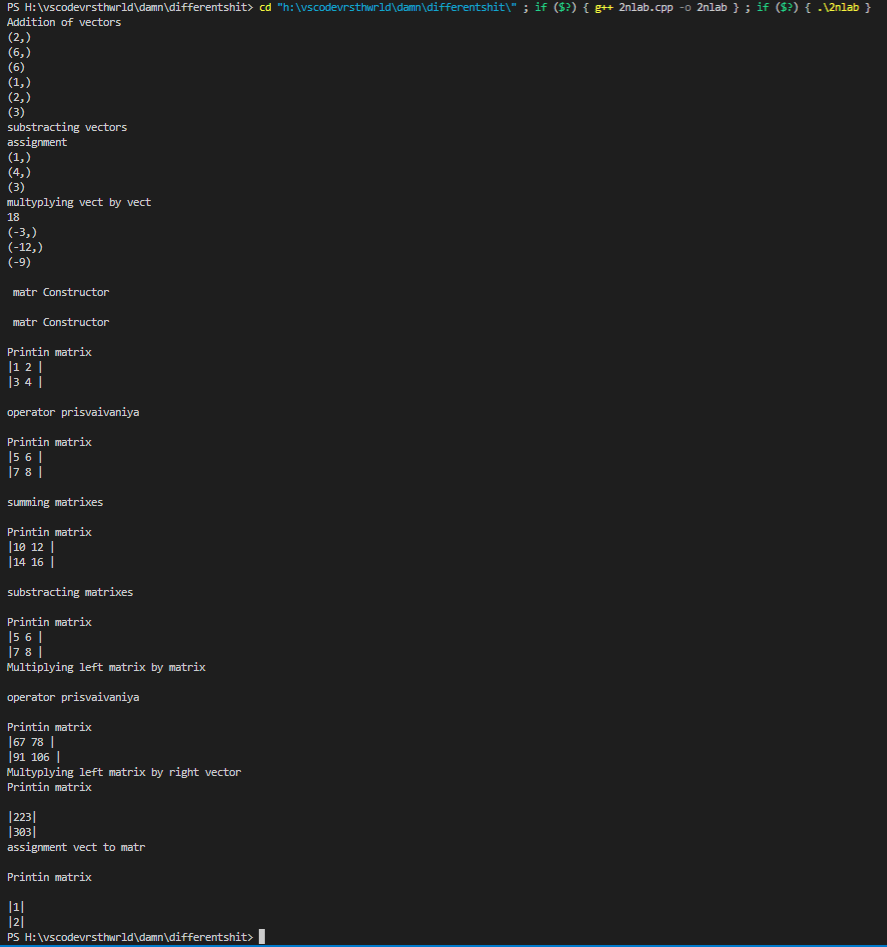 PS H:\vscodevrsthwrld\damn\differentshit> cd "h:\vscodevrsthwrld\damn\differentshit\" ; if ($?) { g++ 2nlab.cpp -o 2nlab } ; if ($?) { .\2nlab }
Addition of vectors
(2,)
(6,)
(6)
(1,)
(2,)
(3)
substracting vectors
assignment
(1,)
(4,)
(3)
multyplying vect by vect
18
(-3,)
(-12,)
(-9)
matr Constructor
matr Constructor
Printin matrix
|1 2 |
|3 4 |
operator prisvaivaniya
Printin matrix
|5 6 |
|7 8 |
summing matrixes
Printin matrix
|10 12 |
|14 16 |
substracting matrixes
Printin matrix
|5 6 |
|7 8 |
Multiplying left matrix by matrix
operator prisvaivaniya
Printin matrix
|67 78 |
|91 106 |
Multyplying left matrix by right vector
Printin matrix
|223|
|303|
assignment vect to matr
Printin matrix
|1|
|2|
PS H:\vscodevrsthwrld\damn\differentshit>